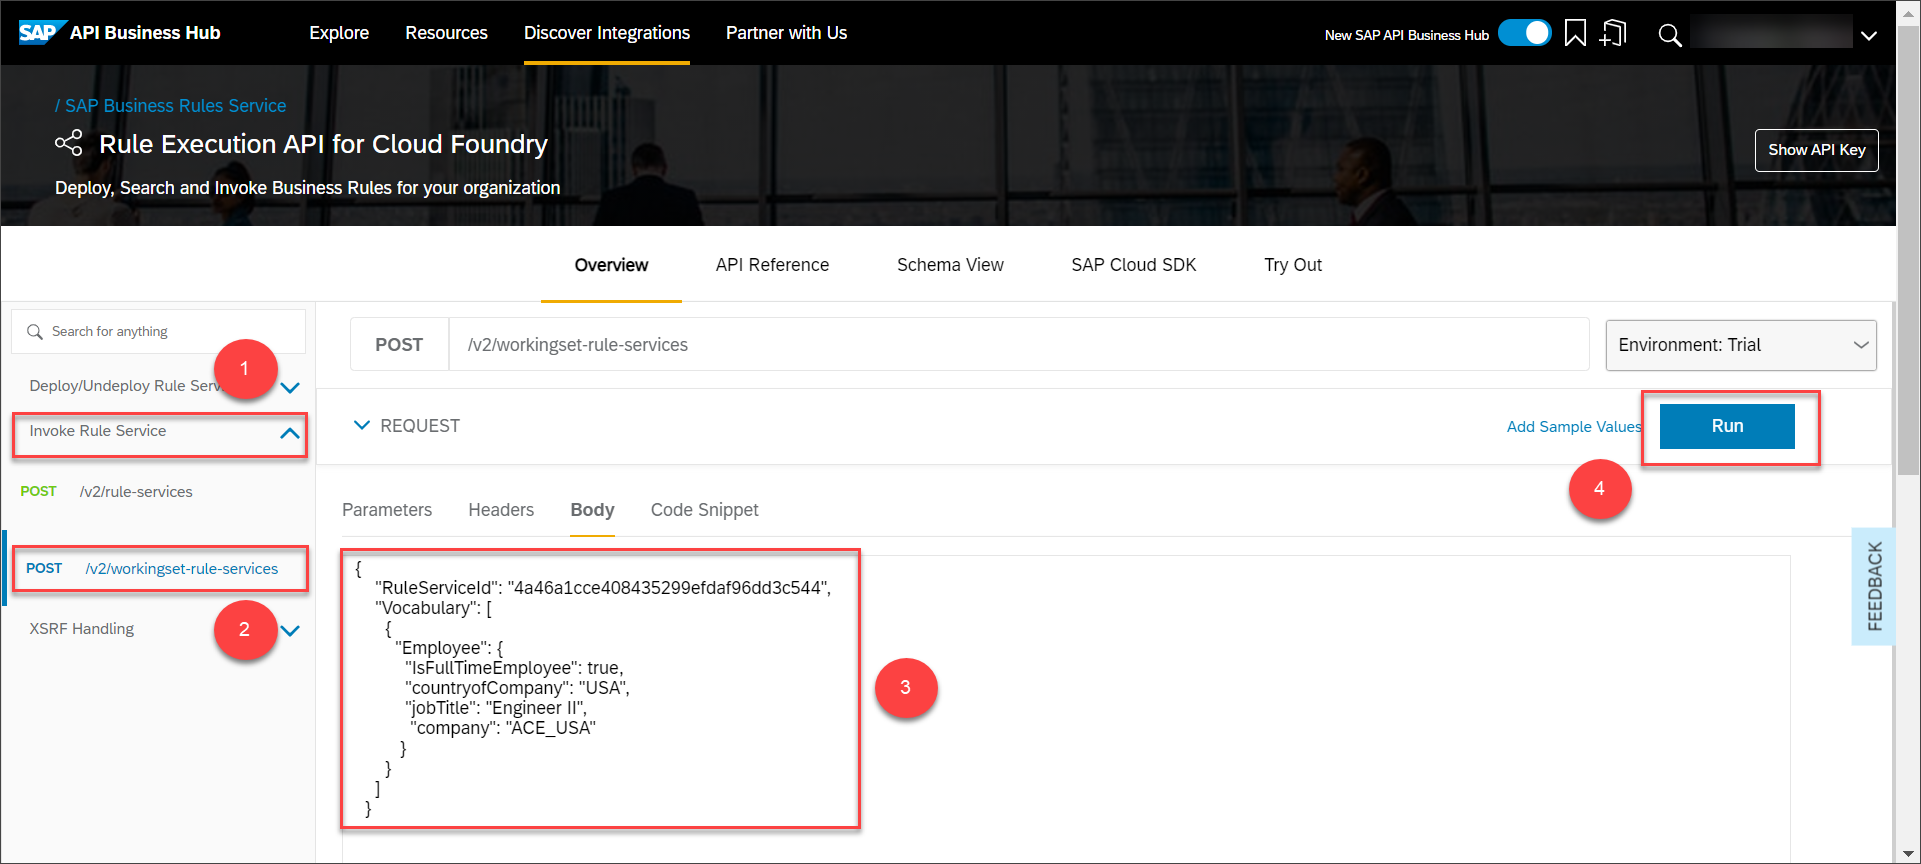 SAP API Business Hub
Explore
Resources
Discover Integrations
Partner with Us
New SAP API Business Hub
/ SAP Business Rules Service
Rule Execution API for Cloud Foundry
Deploy, Search and Invoke Business Rules for your organization
Show API Key
Overview
API Reference
Schema View
SAP Cloud SDK
Try Out
Search for anything
1
Deploy/Undeploy Rule
Invoke Rule Service
POST /v2/rule-services
POST /v2/workingset-rule-services
2
XSRF Handling
POST /v2/workingset-rule-services
Environment: Trial
REQUEST
Add Sample Values
Run
4
Parameters
Headers
Body
Code Snippet
{
"RuleServiceId": "4a46a1cce408435299efdaf96dd3c544",
"Vocabulary": [
{
"Employee": {
"IsFullTimeEmployee": true,
"countryofCompany": "USA",
"jobTitle": "Engineer II",
"company": "ACE_USA"
}
}
]
}
3
FEEDBACK